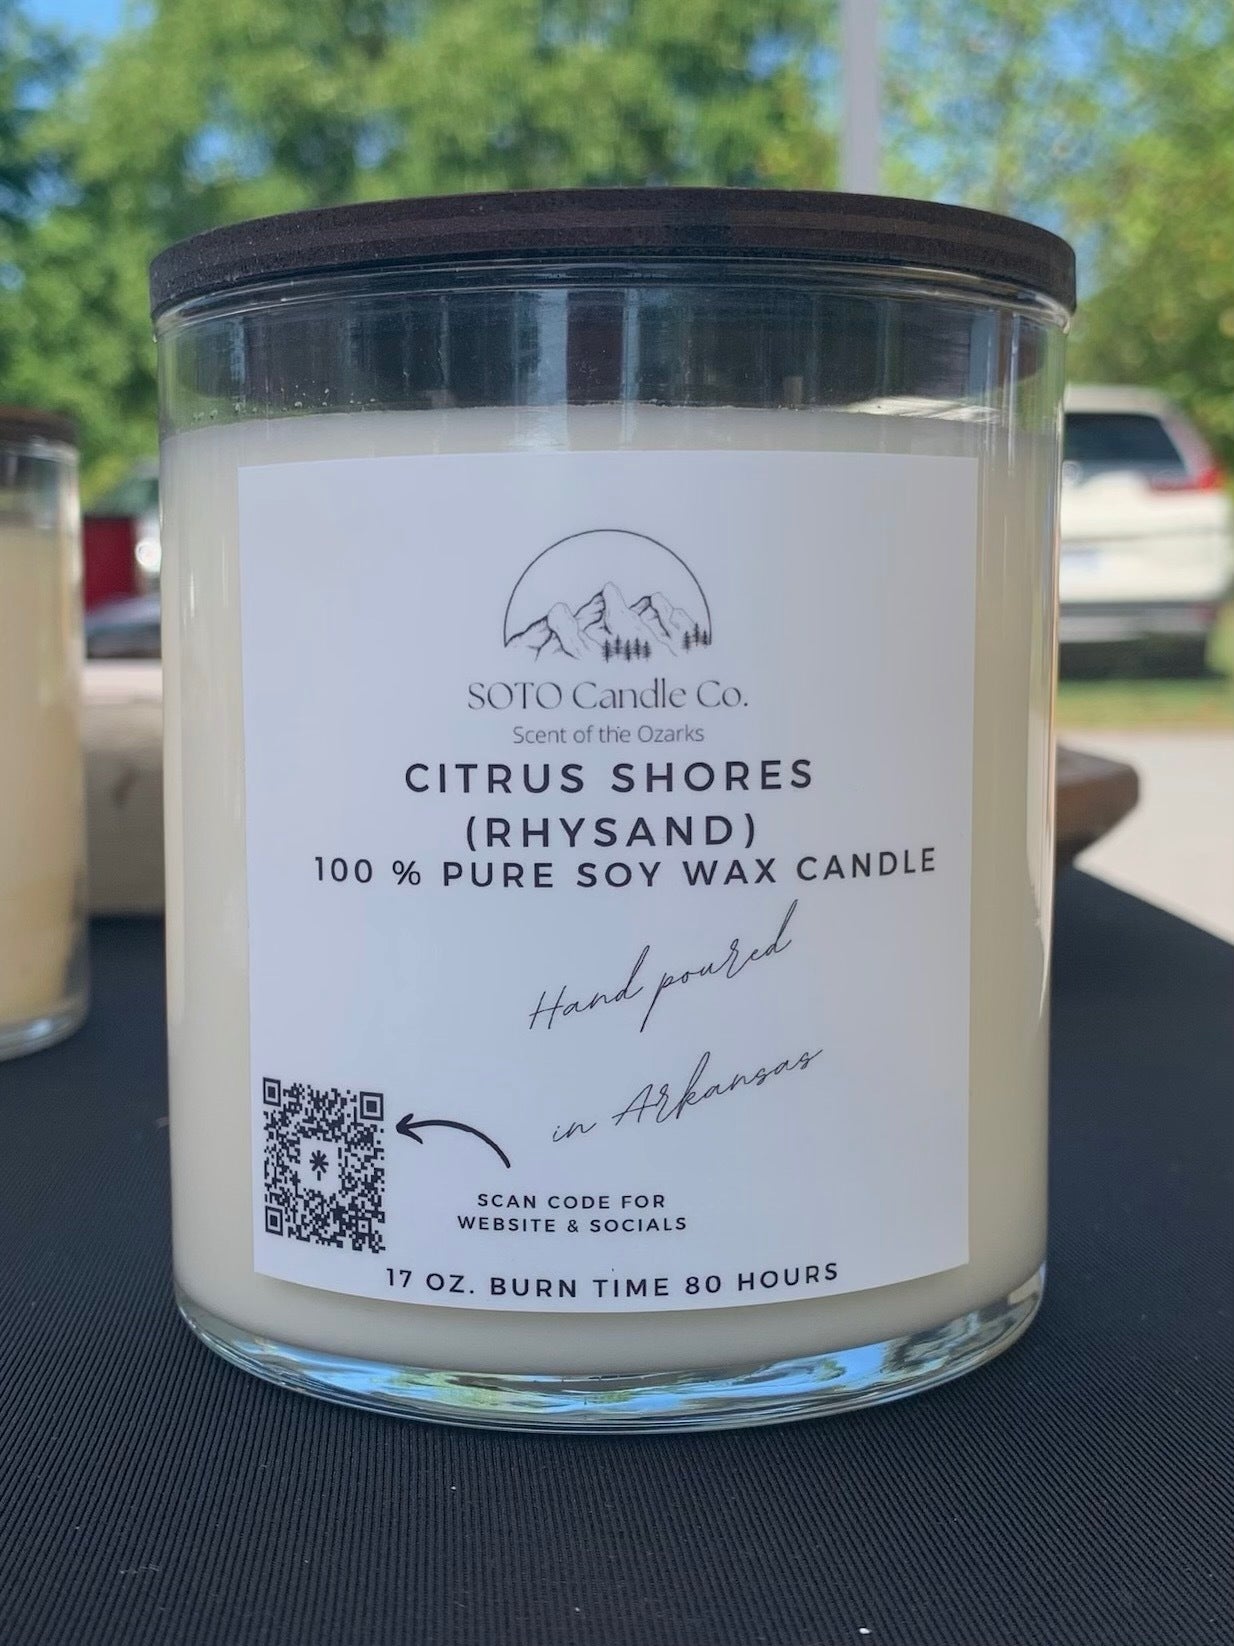 SOTO Candle Co.
Scent of the Ozarks
CITRUS SHORES
(RHYSAND)
100 % PURE SOY WAX CANDLE
Hand poured
in Arkansas
SCAN CODE FOR
WEBSITE & SOCIALS
17 OZ. BURN TIME 80 HOURS